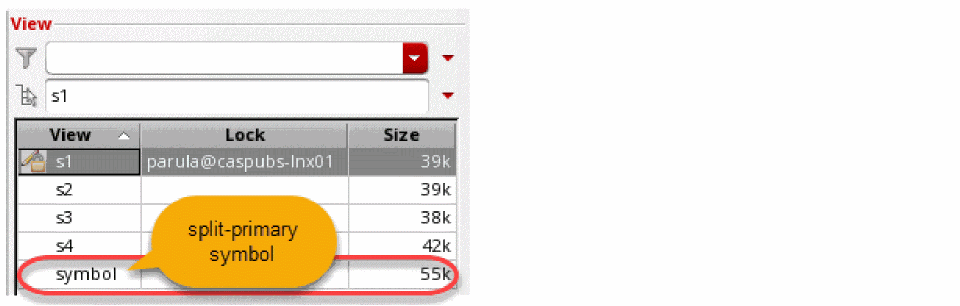 View
s1
View Lock Size
s1 parula@caspubs-lnx01 39k
s2 39k
s3 38k
s4 42k
split-primary
symbol
symbol 55k